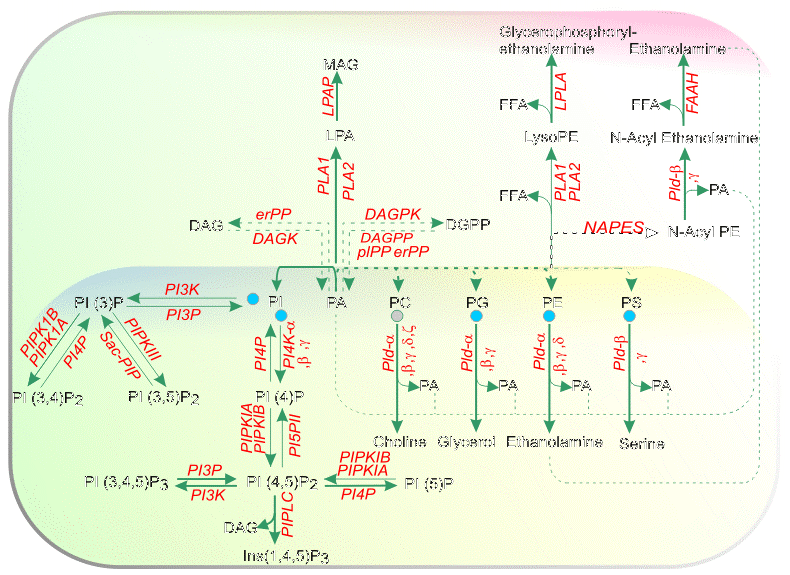 Glycerophosphoryl-
ethanolamine
Ethanolamine
MAG
LPAP
LPLA
FAAH
FFA
FFA
LPA
LysoPE
N-Acyl Ethanolamine
PLA1
PLA2
PLA1
PLA2
Pld-β
,γ
FFA
PA
erPP
DAGPK
DAG
DGPP
NAPES
N-Acyl PE
DAGK
DAGPP
plPP erPP
PI (3)P
PI3K
PI3P
PI
PA
PC
PG
PE
PS
PIPK1B
PIPK1A
PI4P
Sac-PIP
PIPKIII
PI4P
PI4K-α
,β,γ
Pld-α
,β,γ,δ,ζ
Pld-α
,β,γ
Pld-α
,β,γ,δ
Pld-β
,γ
PA
PA
PA
PA
PI (3,4)P2
PI (3,5)P2
PI (4)P
PIPKIA
PIPKIB
PI5PII
Choline
Glycerol
Ethanolamine
Serine
PI (3,4,5)P3
PI3P
PI3K
PI (4,5)P2
PIPKIB
PIPKIA
PI4P
PI (5)P
PIPLC
DAG
Ins(1,4,5)P3